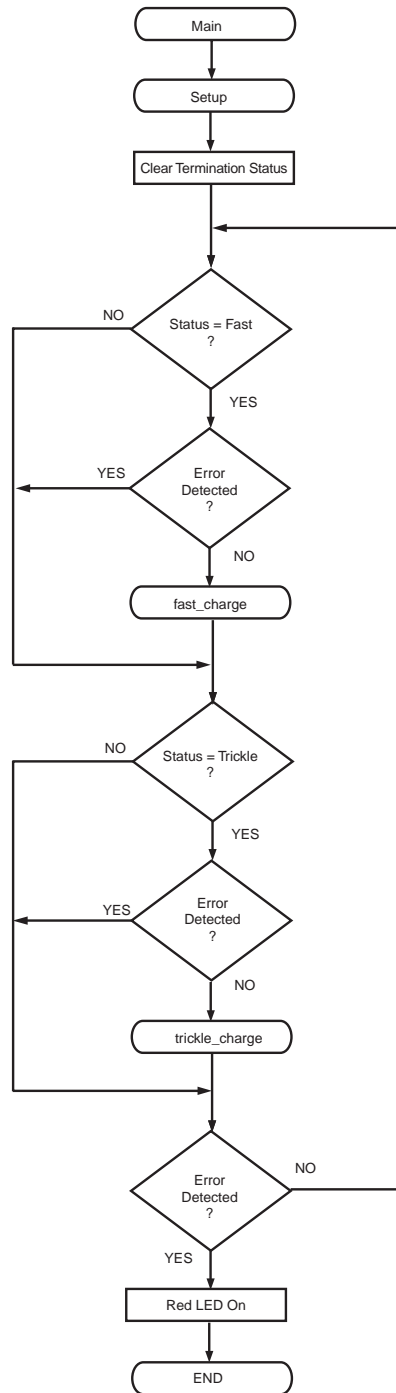 Main
Setup
Clear Termination Status
Status = Fast
?
NO
YES
Error
Detected
?
YES
NO
fast_charge
Status = Trickle
?
NO
YES
Error
Detected
?
YES
NO
trickle_charge
Error
Detected
?
NO
YES
Red LED On
END